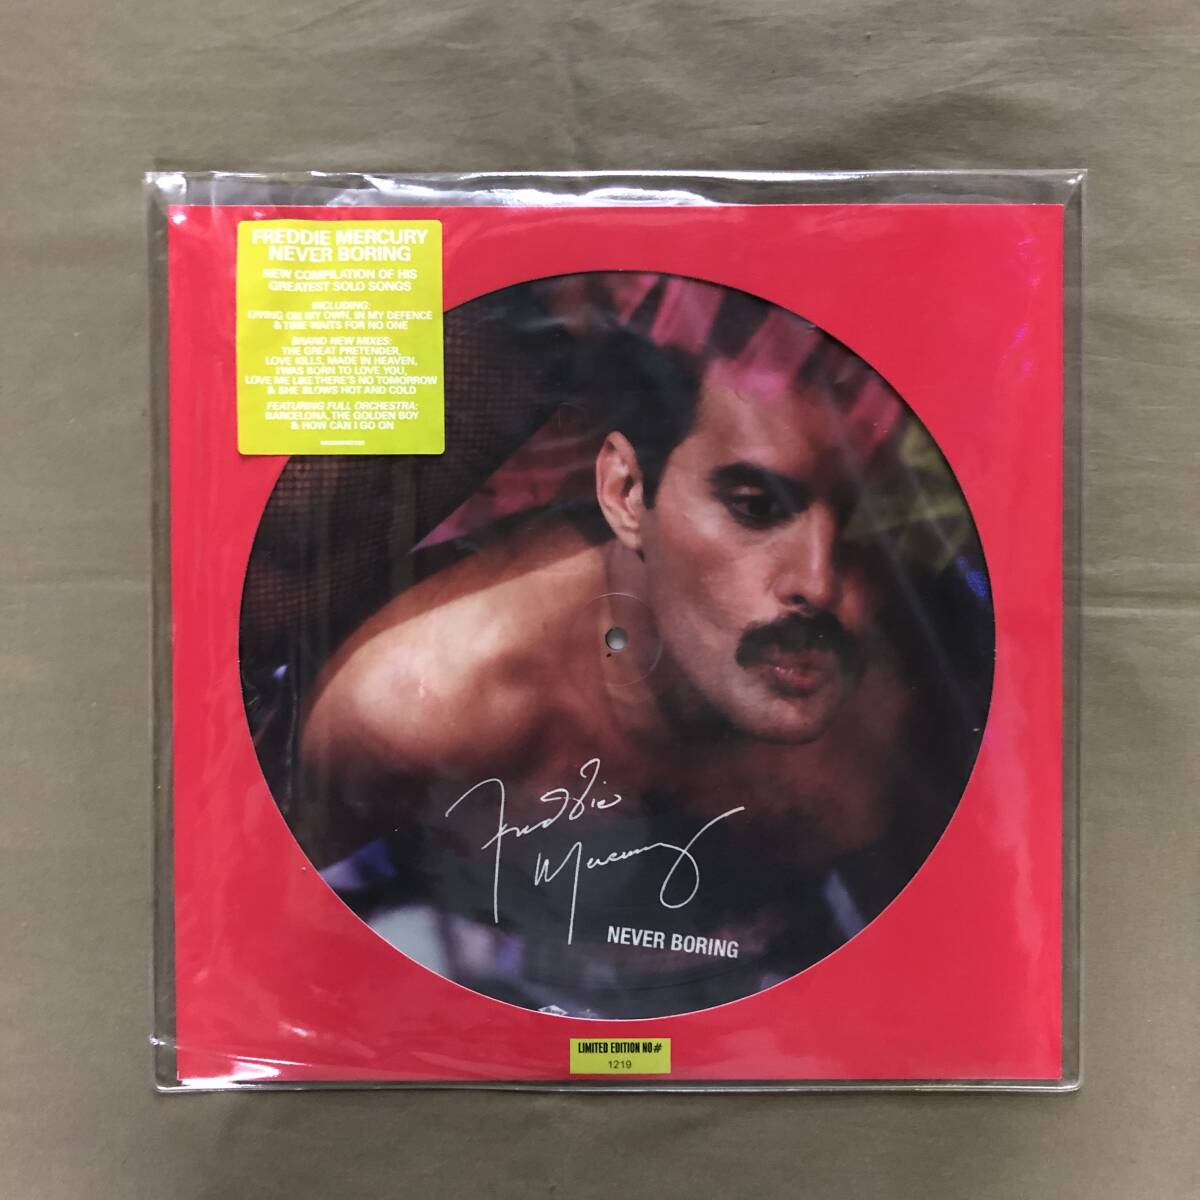 FREDDIE MERCURY
NEVER BORING
NEW COMPILATION OF HIS
GREATEST SOLO SONGS
INCLUDING:
LIVING ON MY OWN, IN MY DEFENCE
& TIME WAITS FOR NO ONE
BRAND NEW MIXES:
THE GREAT PRETENDER,
LOVE KILLS, MADE IN HEAVEN,
I WAS BORN TO LOVE YOU,
LOVE ME LIKE THERE'S NO TOMORROW
& SHE BLOWS HOT AND COLD
FEATURING FULL ORCHESTRA:
BARCELONA, THE GOLDEN BOY
& HOW CAN I GO ON
Freddie
Mercury
NEVER BORING
LIMITED EDITION NO#
1219